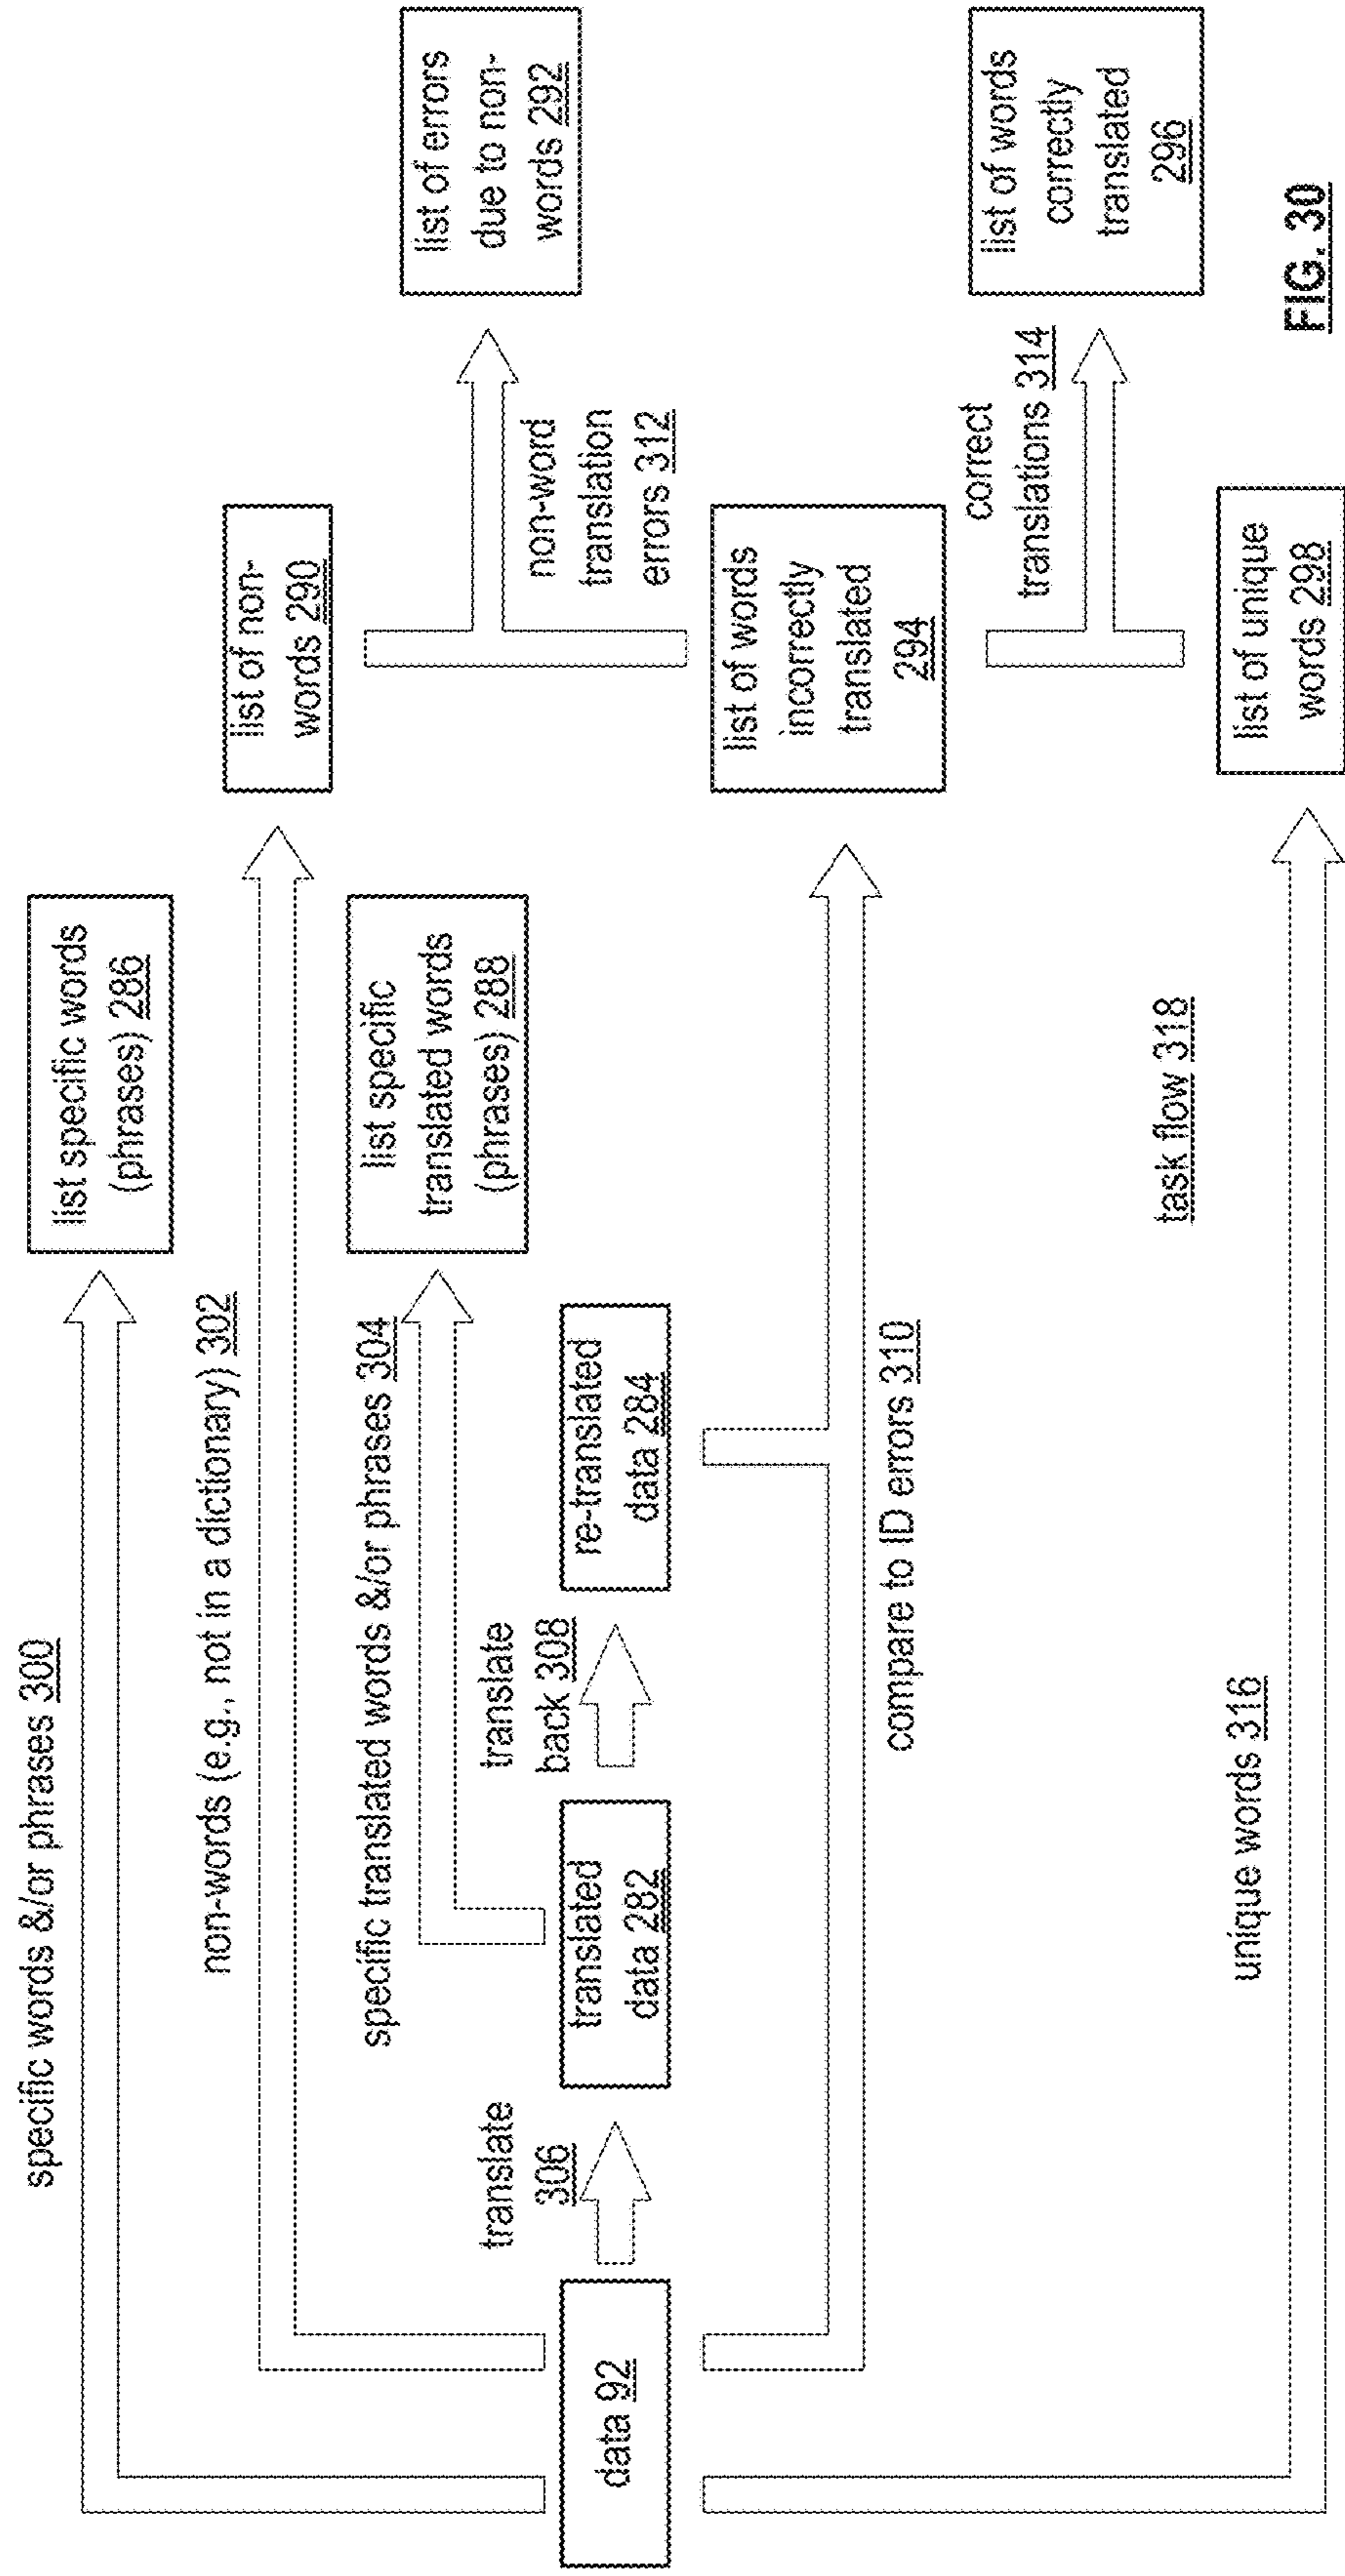 specific words &/or phrases 300
list specific words
(phrases) 286
non-words (e.g., not in a dictionary) 302
list of non-
words 290
specific translated words &/or phrases 304
list specific
translated words
(phrases) 288
list of errors
due to non-
words 292
non-word
translation
errors 312
translate
306
translate
back 308
data 92
translated
data 282
re-translated
data 284
list of words
incorrectly
translated
294
compare to ID errors 310
correct
translations 314
list of words
correctly
translated
296
task flow 318
unique words 316
list of unique
words 298
FIG. 30